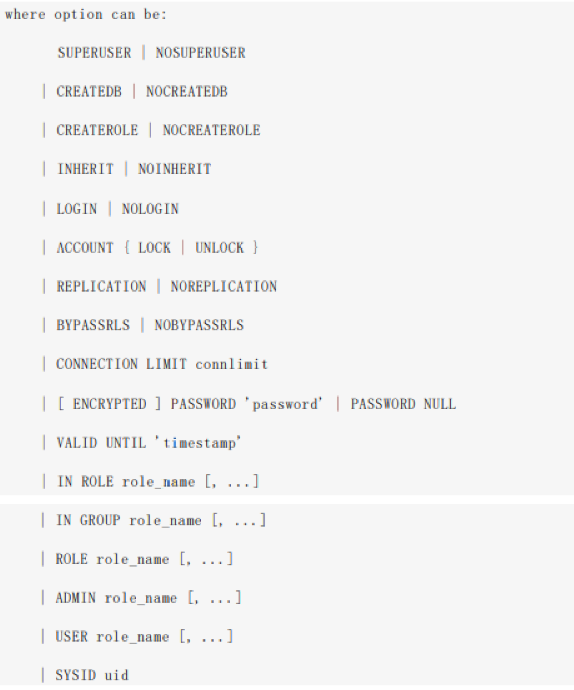 where option can be:
SUPERUSER | NOSUPERUSER
| CREATEDB | NOCREATEDB
| CREATEROLE | NOCREATEROLE
| INHERIT | NOINHERIT
| LOGIN | NOLOGIN
| ACCOUNT { LOCK | UNLOCK }
| REPLICATION | NOREPLICATION
| BYPASSRLS | NOBYPASSRLS
| CONNECTION LIMIT connlimit
| [ ENCRYPTED ] PASSWORD 'password' | PASSWORD NULL
| VALID UNTIL 'timestamp'
| IN ROLE role_name [, ...]
| IN GROUP role_name [, ...]
| ROLE role_name [, ...]
| ADMIN role_name [, ...]
| USER role_name [, ...]
| SYSID uid